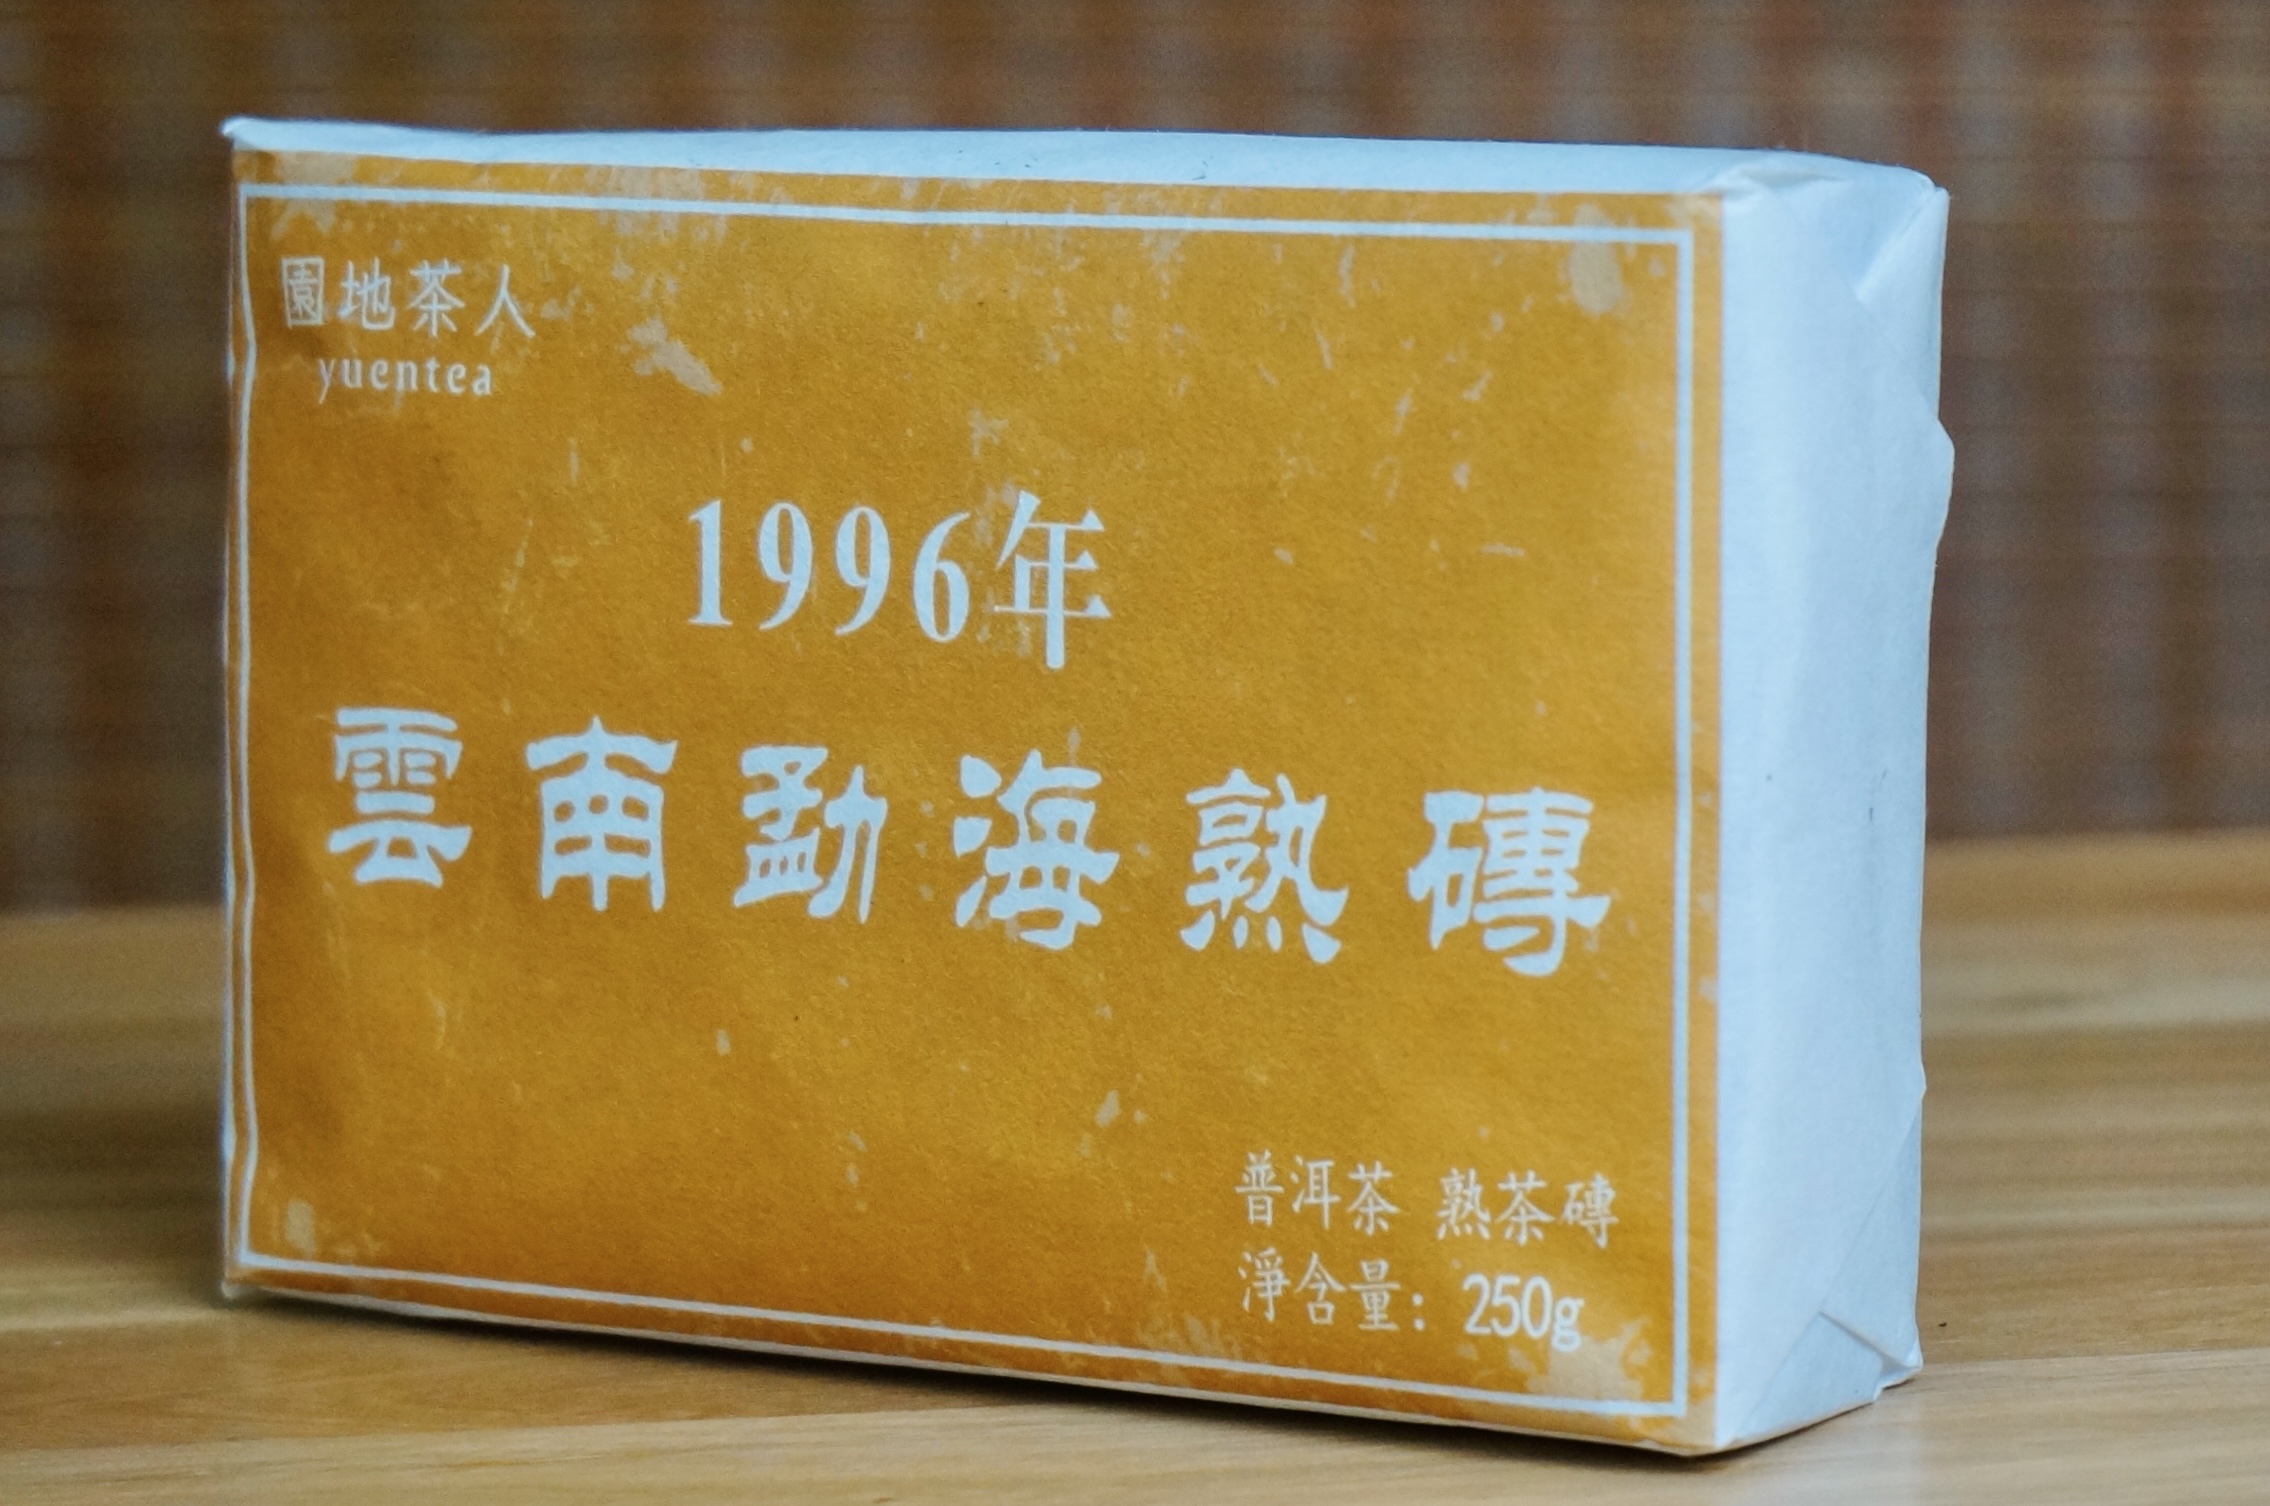 園地茶人
yuentea
1996年
雲南勐海熟磚
普洱茶 熟茶磚
淨含量：250g